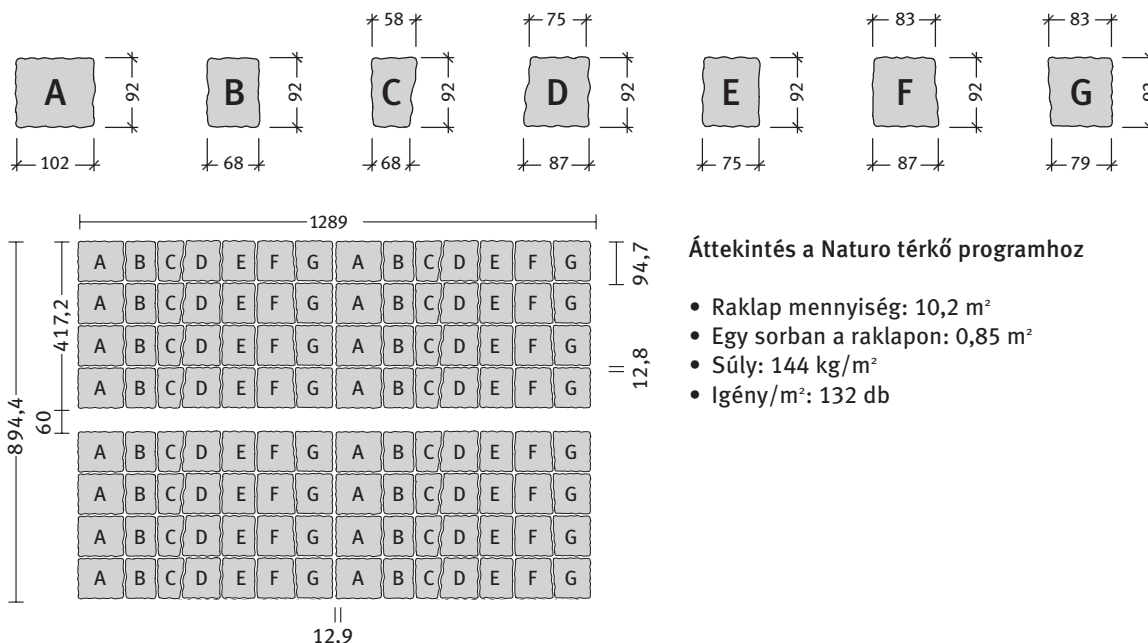 58 75 83 83
A B C D E F G
92 92 92 92 92 92
102 68 68 87 75 87 79
1289
894,4
417,2
60
94,7
12,8
A B C D E F G A B C D E F G
A B C D E F G A B C D E F G
A B C D E F G A B C D E F G
A B C D E F G A B C D E F G
A B C D E F G A B C D E F G
A B C D E F G A B C D E F G
A B C D E F G A B C D E F G
A B C D E F G A B C D E F G
12,9
Áttekintés a Naturo térkő programhoz
• Raklap mennyiség: 10,2 m²
• Egy sorban a raklapon: 0,85 m²
• Súly: 144 kg/m²
• Igény/m²: 132 db